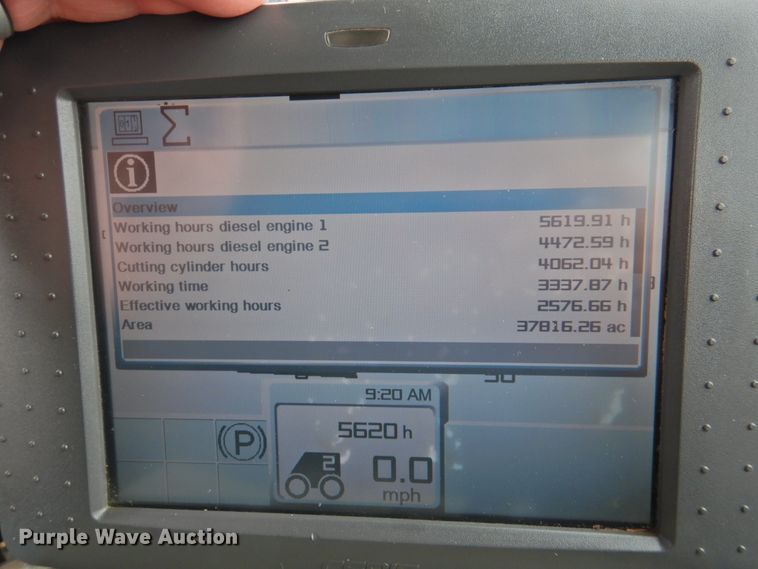 Overview
Working hours diesel engine 1 5619.91 h
Working hours diesel engine 2 4472.59 h
Cutting cylinder hours 4062.04 h
Working time 3337.87 h
Effective working hours 2576.66 h
Area 37816.26 ac
9:20 AM
5620 h
(P)
2
0.0
mph
Purple Wave Auction